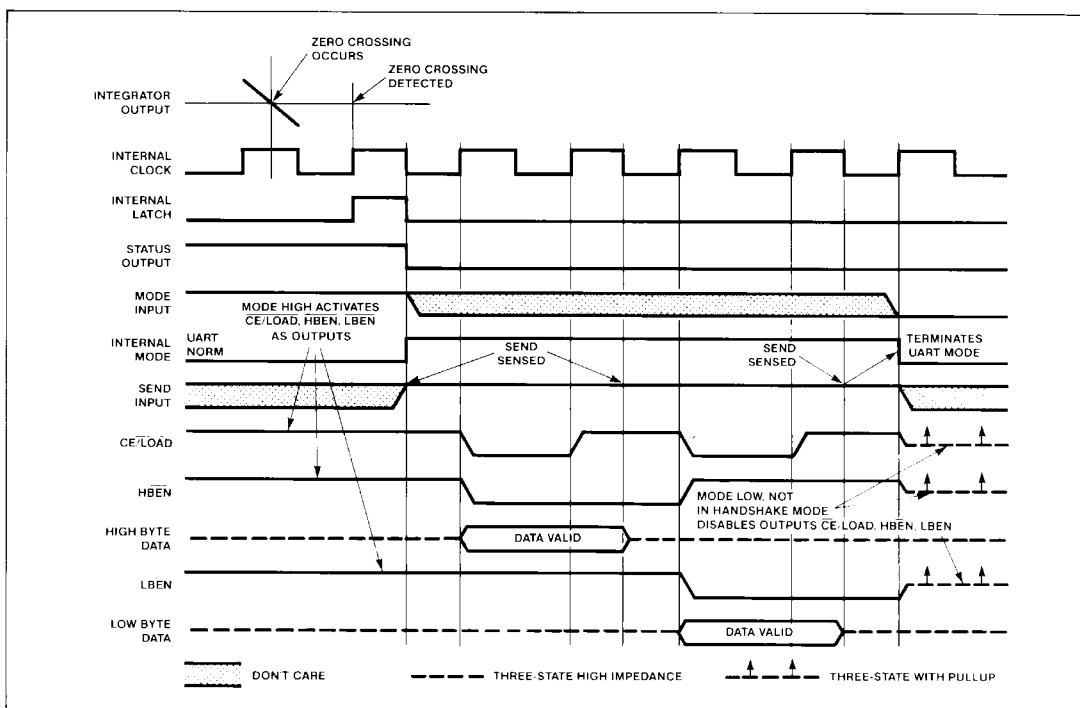 ZERO CROSSING
OCCURS
ZERO CROSSING
DETECTED
INTEGRATOR
OUTPUT
INTERNAL
CLOCK
INTERNAL
LATCH
STATUS
OUTPUT
MODE
INPUT
MODE HIGH ACTIVATES
CE/LOAD, HBEN, LBEN
AS OUTPUTS
INTERNAL
MODE
UART
NORM
SEND
SENSED
SEND
SENSED
TERMINATES
UART MODE
SEND
INPUT
CE/LOAD
HBEN
MODE LOW, NOT
IN HANDSHAKE MODE
DISABLES OUTPUTS CE/LOAD, HBEN, LBEN
HIGH BYTE
DATA
DATA VALID
LBEN
LOW BYTE
DATA
DATA VALID
DON'T CARE
THREE-STATE HIGH IMPEDANCE
THREE-STATE WITH PULLUP